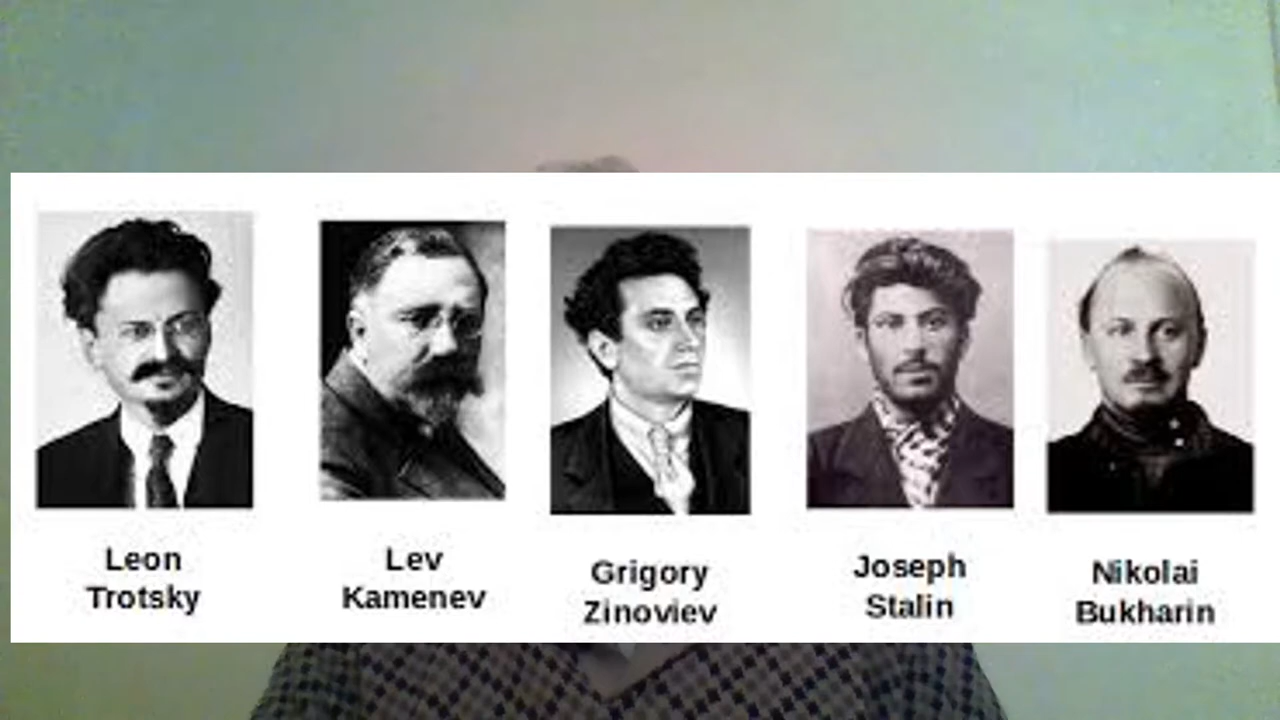 Leon
Trotsky
Lev
Kamenev
Grigory
Zinoviev
Joseph
Stalin
Nikolai
Bukharin